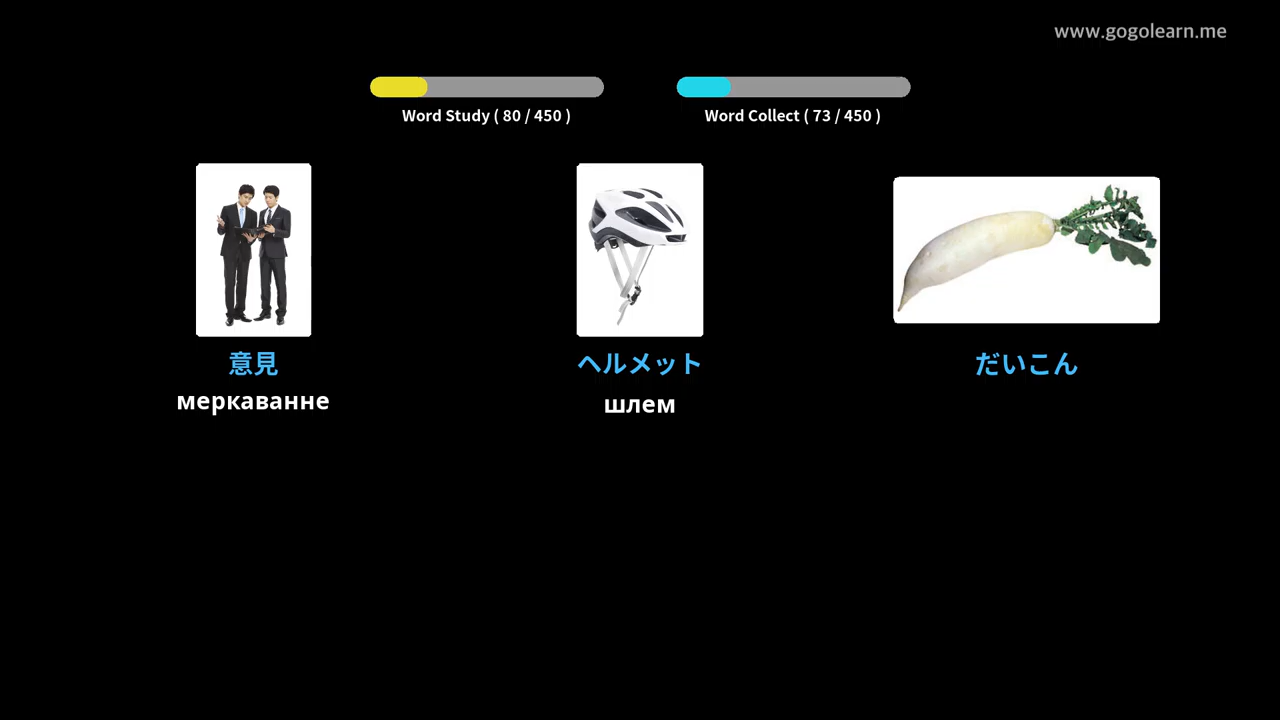 www.gogolearn.me
Word Study ( 80 / 450 )
Word Collect ( 73 / 450 )
意見
ヘルメット
だいこん
меркаванне
шлем